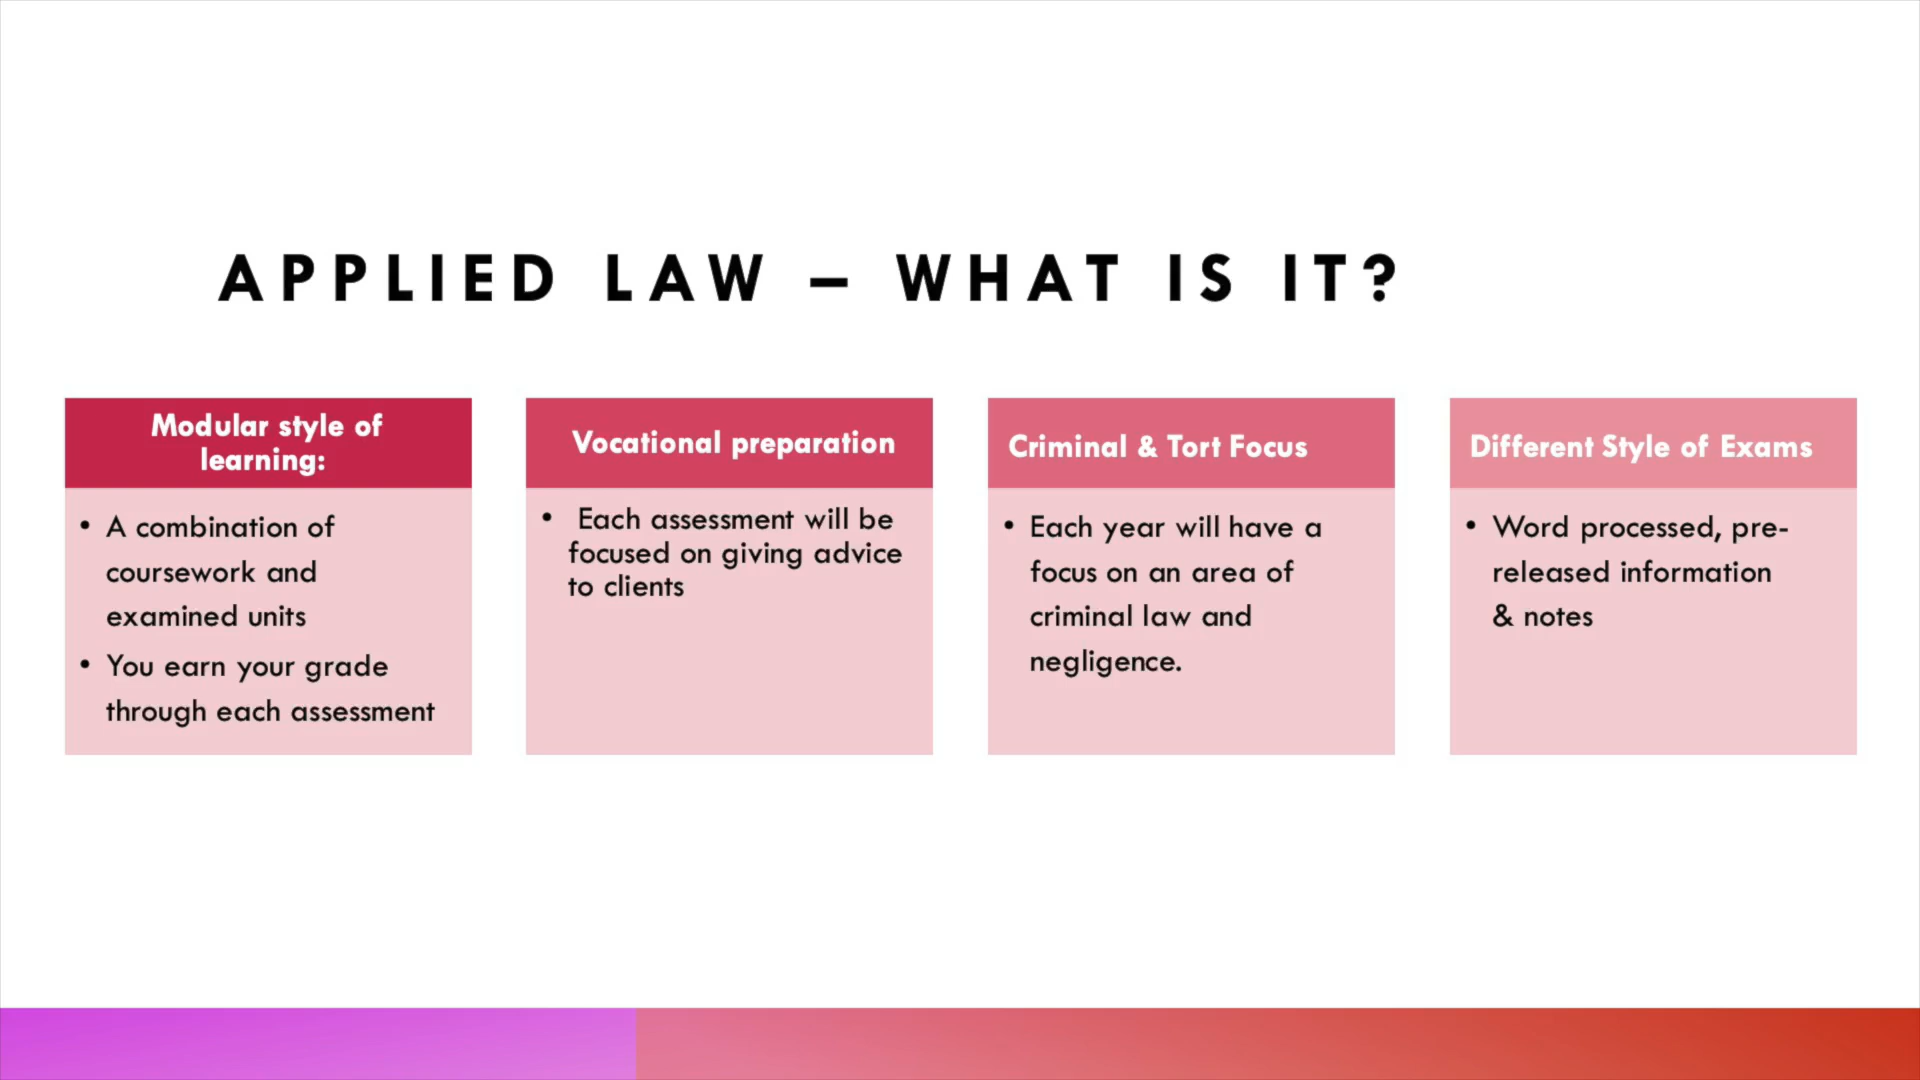 APPLIED LAW – WHAT IS IT?
Modular style of
learning:
• A combination of
coursework and
examined units
• You earn your grade
through each assessment
Vocational preparation
• Each assessment will be
focused on giving advice
to clients
Criminal & Tort Focus
• Each year will have a
focus on an area of
criminal law and
negligence.
Different Style of Exams
• Word processed, pre-
released information
& notes